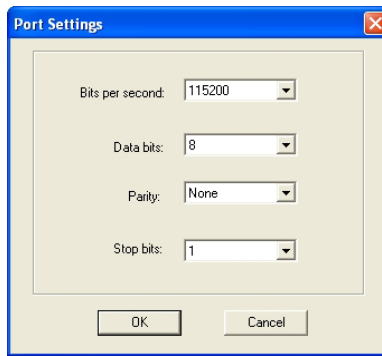 Port Settings
Bits per second: 115200
Data bits: 8
Parity: None
Stop bits: 1
OK Cancel